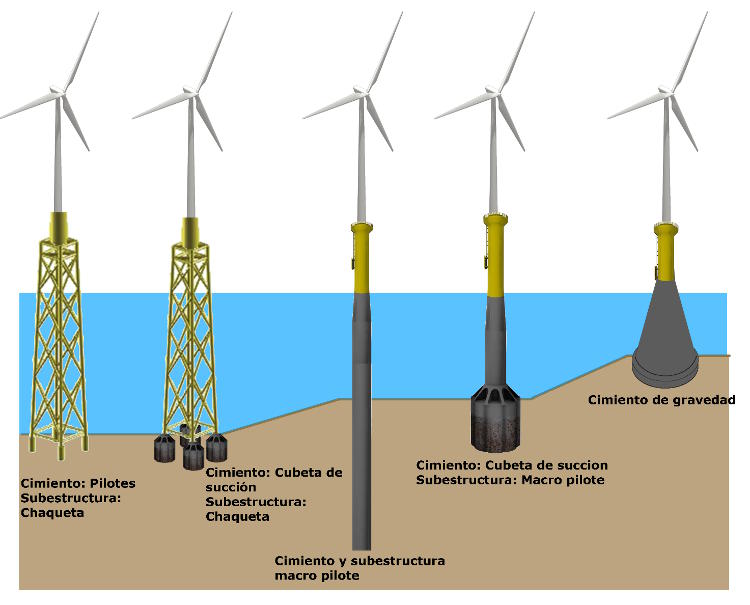 Cimiento: Pilotes
Subestructura:
Chaqueta
Cimiento: Cubeta de
succión
Subestructura:
Chaqueta
Cimiento y subestructura
macro pilote
Cimiento: Cubeta de succion
Subestructura: Macro pilote
Cimiento de gravedad